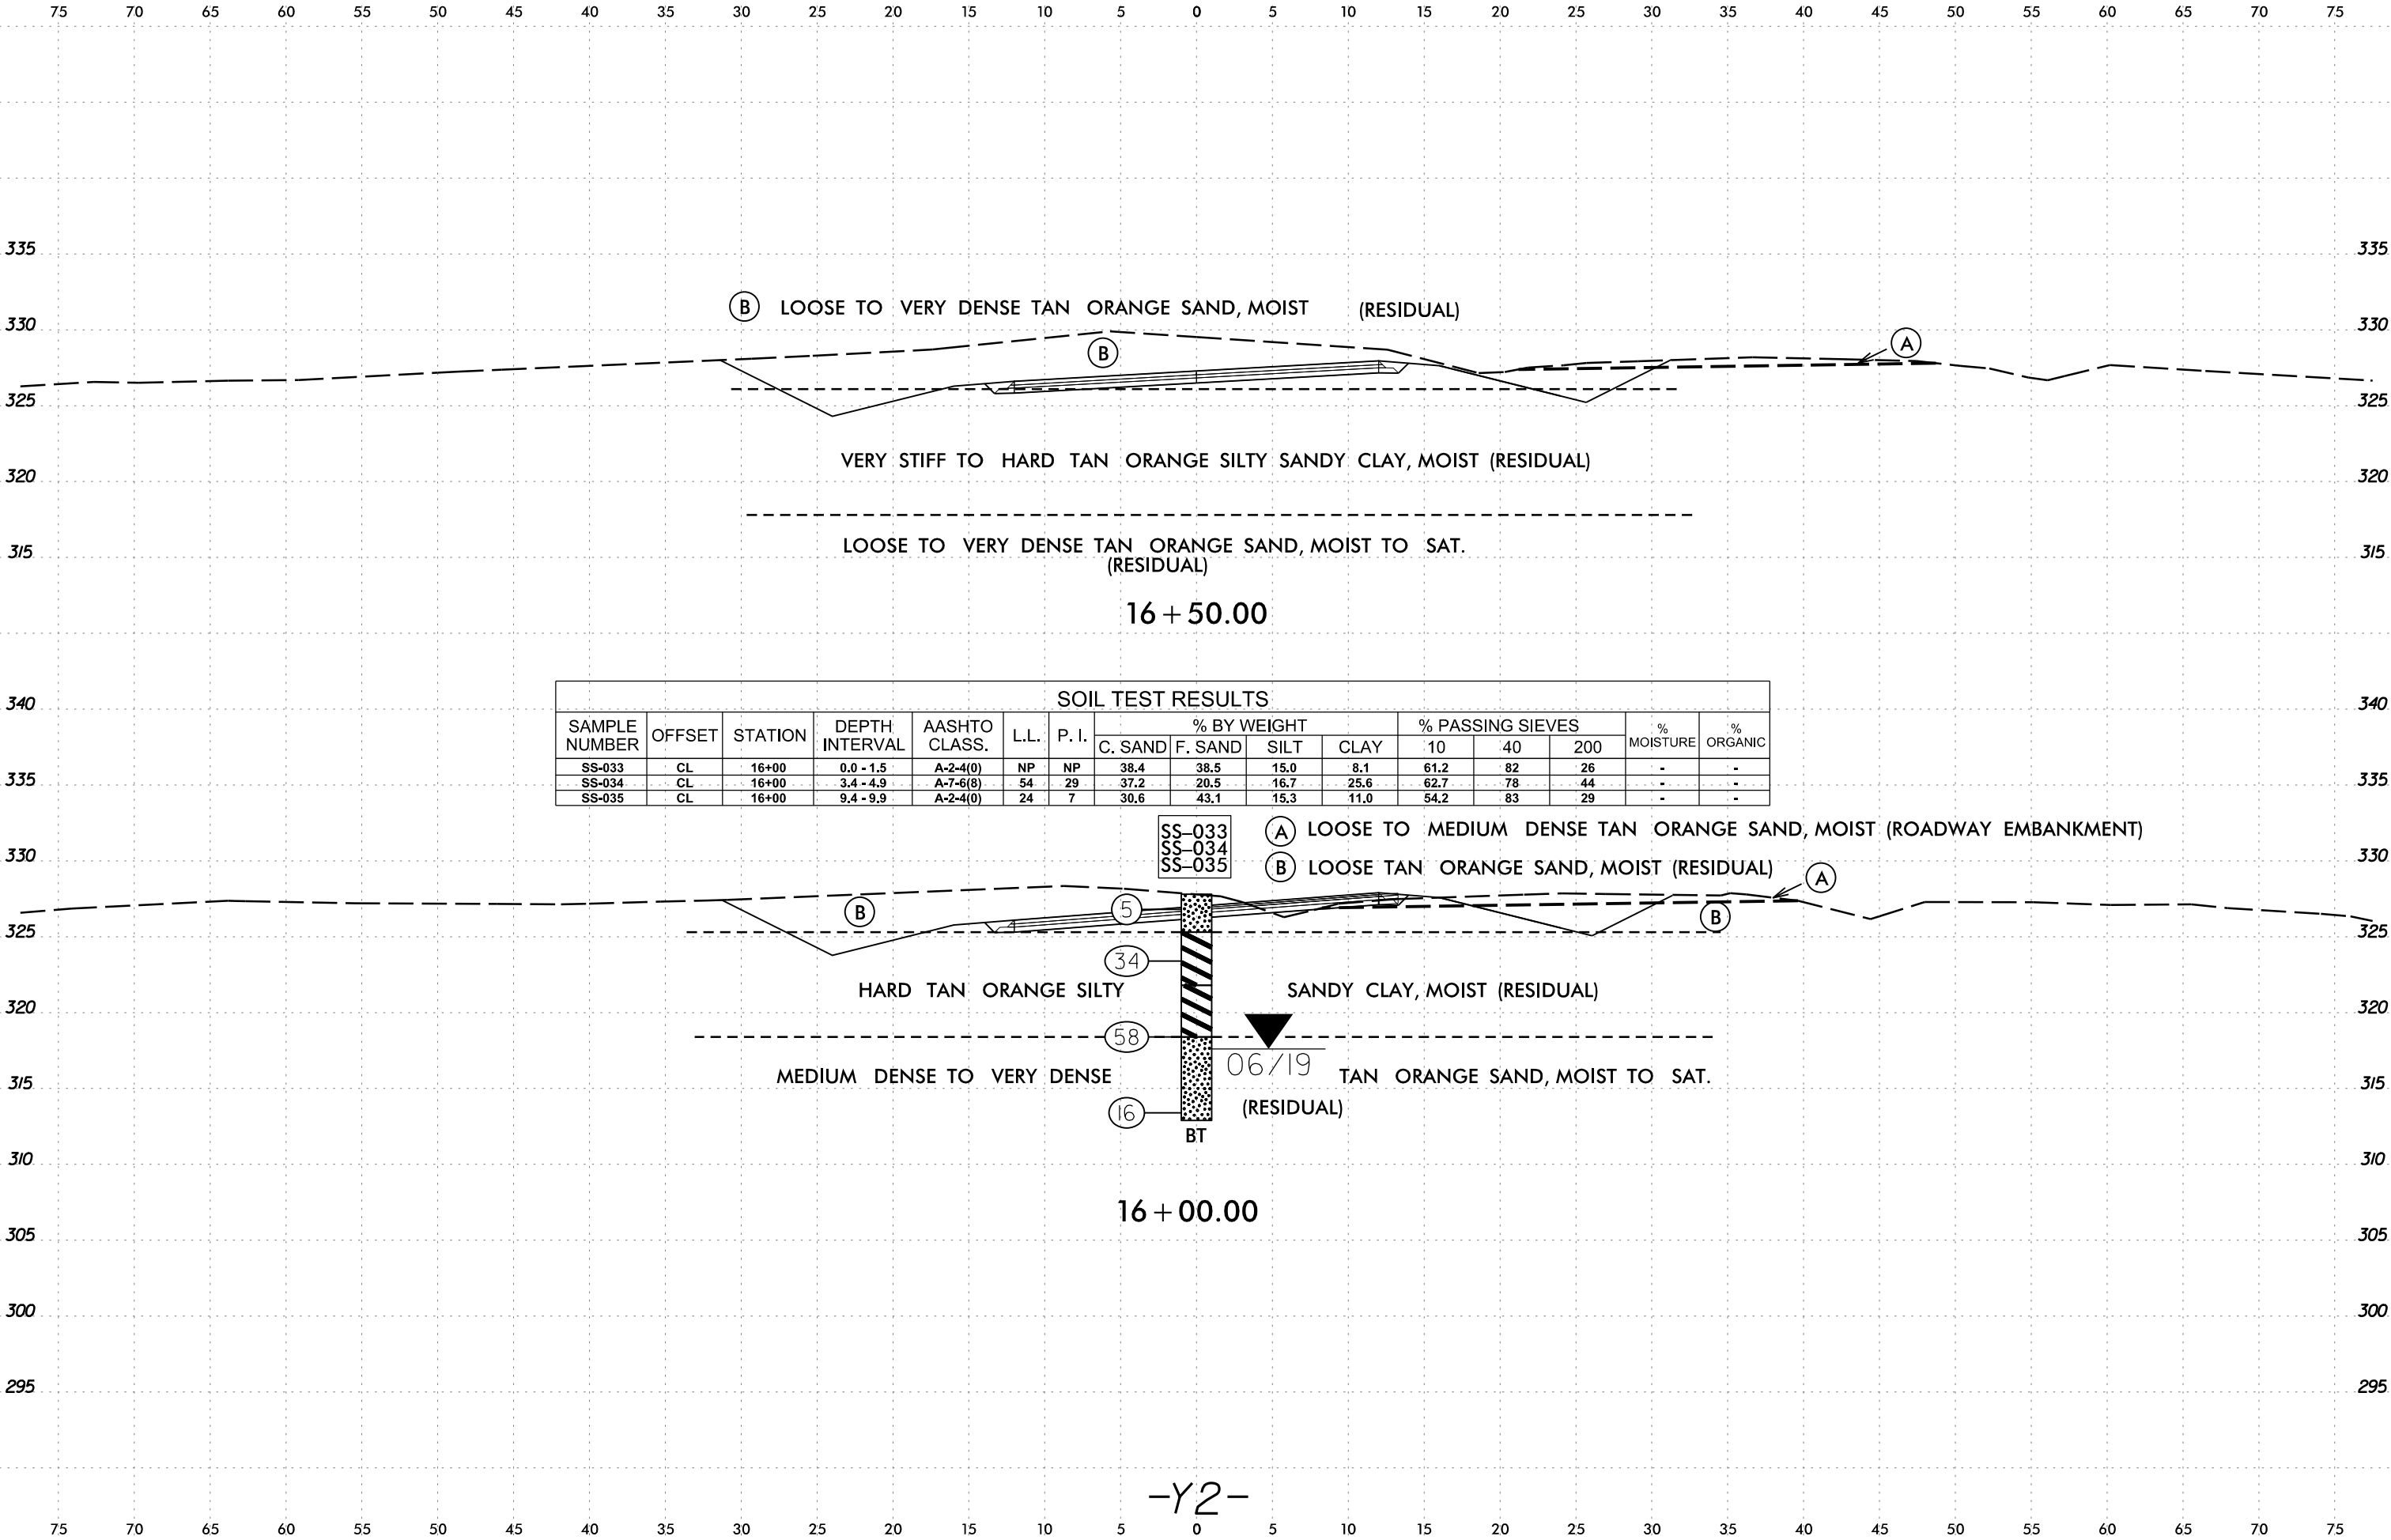 75 70 65 60 55 50 45 40 35 30 25 20 15 10 5 0 5 10 15 20 25 30 35 40 45 50 55 60 65 70 75
335 335
B LOOSE TO VERY DENSE TAN ORANGE SAND, MOIST (RESIDUAL)
330 330
A
B
325 325
VERY STIFF TO HARD TAN ORANGE SILTY SANDY CLAY, MOIST (RESIDUAL)
320 320
LOOSE TO VERY DENSE TAN ORANGE SAND, MOIST TO SAT.
315 315
(RESIDUAL)
16+50.00
SOIL TEST RESULTS
340 340
SAMPLE NUMBER OFFSET STATION DEPTH INTERVAL AASHTO CLASS. L.L. P. I. % BY WEIGHT % PASSING SIEVES % MOISTURE % ORGANIC
C. SAND F. SAND SILT CLAY 10 40 200
SS-033 CL 16+00 0.0 - 1.5 A-2-4(0) NP NP 38.4 38.5 15.0 8.1 61.2 82 26 - -
SS-034 CL 16+00 3.4 - 4.9 A-7-6(8) 54 29 37.2 20.5 16.7 25.6 62.7 78 44 - -
335 335
SS-035 CL 16+00 9.4 - 9.9 A-2-4(0) 24 7 30.6 43.1 15.3 11.0 54.2 83 29 - -
SS-033
SS-034
SS-035
A LOOSE TO MEDIUM DENSE TAN ORANGE SAND, MOIST (ROADWAY EMBANKMENT)
330 330
B LOOSE TAN ORANGE SAND, MOIST (RESIDUAL)
A
B 5 B
325 325
34
HARD TAN ORANGE SILTY SANDY CLAY, MOIST (RESIDUAL)
320 320
58
06/19
MEDIUM DENSE TO VERY DENSE TAN ORANGE SAND, MOIST TO SAT.
315 315
16 (RESIDUAL)
BT
310 310
16+00.00
305 305
300 300
295 295
-Y2-
75 70 65 60 55 50 45 40 35 30 25 20 15 10 5 0 5 10 15 20 25 30 35 40 45 50 55 60 65 70 75